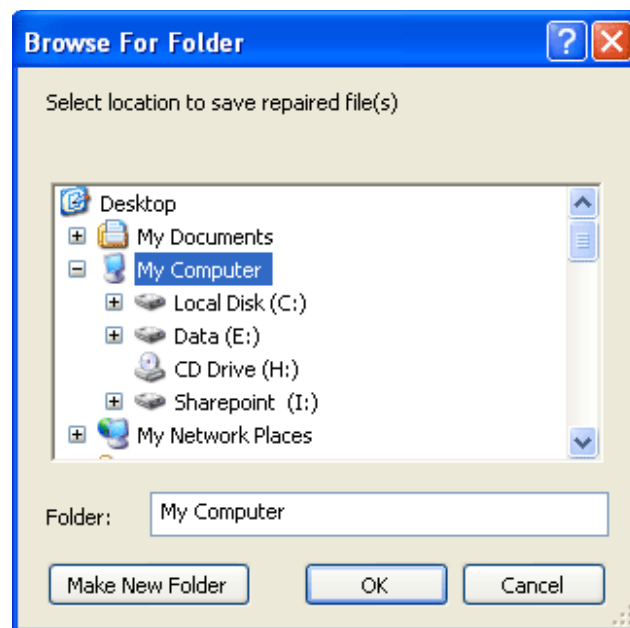 Browse For Folder
Select location to save repaired file(s)
Desktop
My Documents
My Computer
Local Disk (C:)
Data (E:)
CD Drive (H:)
Sharepoint (I:)
My Network Places
Folder: My Computer
Make New Folder OK Cancel